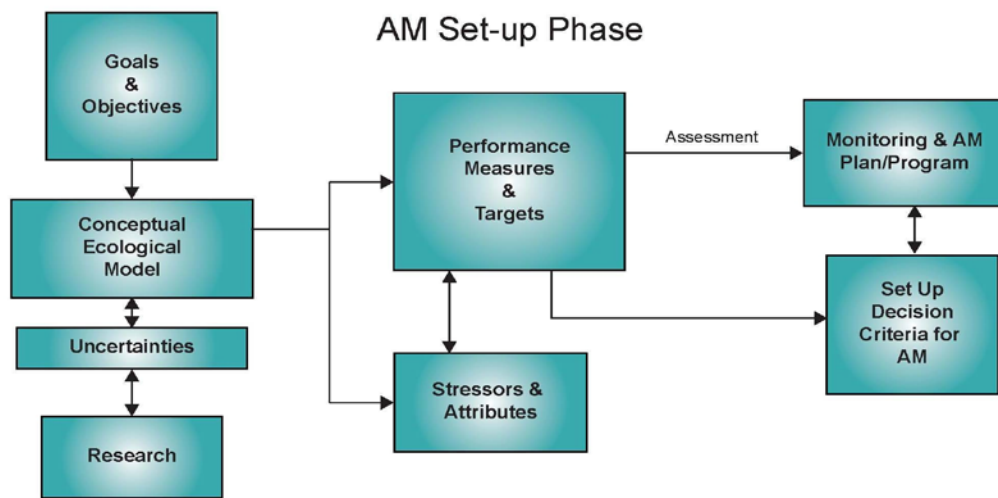 AM Set-up Phase
Goals
&
Objectives
Conceptual
Ecological
Model
Uncertainties
Research
Performance
Measures
&
Targets
Stressors &
Attributes
Assessment
Monitoring & AM
Plan/Program
Set Up
Decision
Criteria for
AM